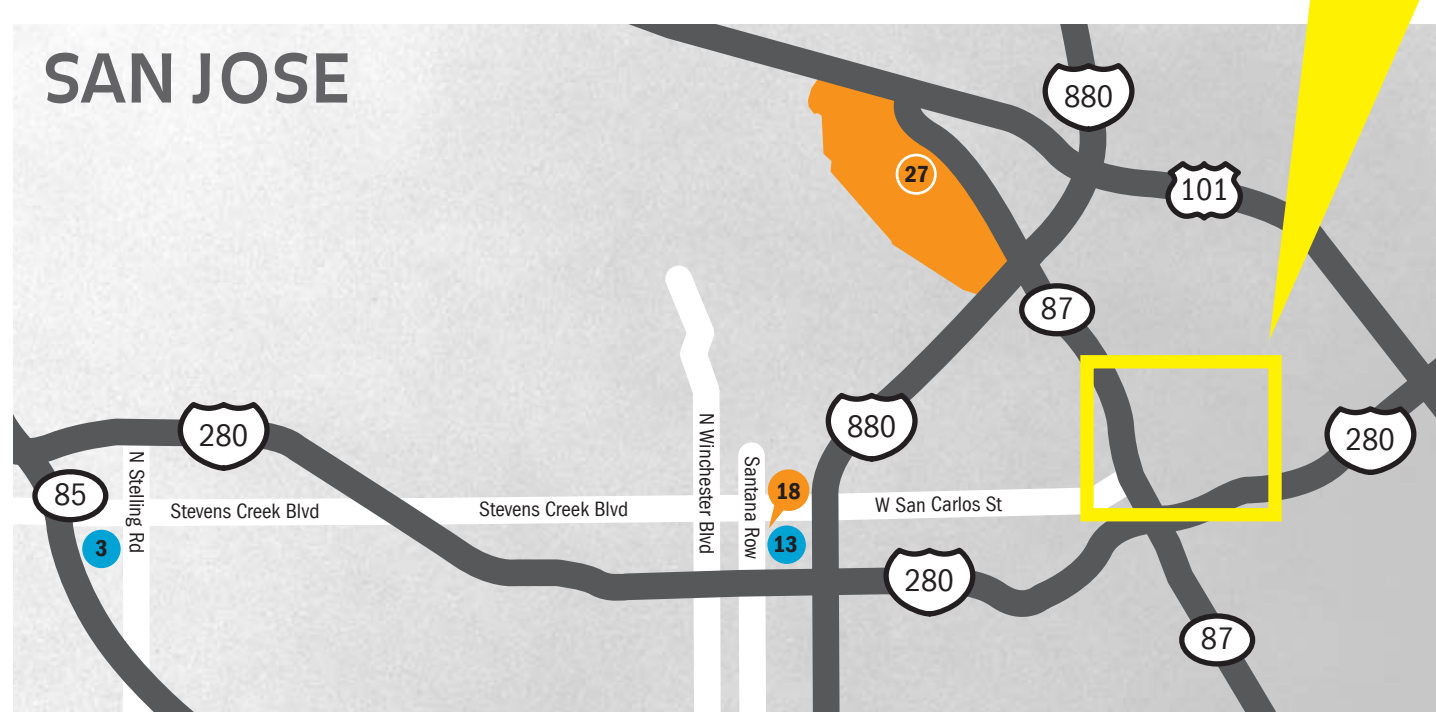 SAN JOSE
880
27
101
87
280
N Winchester Blvd
880
280
85
N Stelling Rd
Stevens Creek Blvd
Stevens Creek Blvd
Santana Row
18
W San Carlos St
3
13
280
87